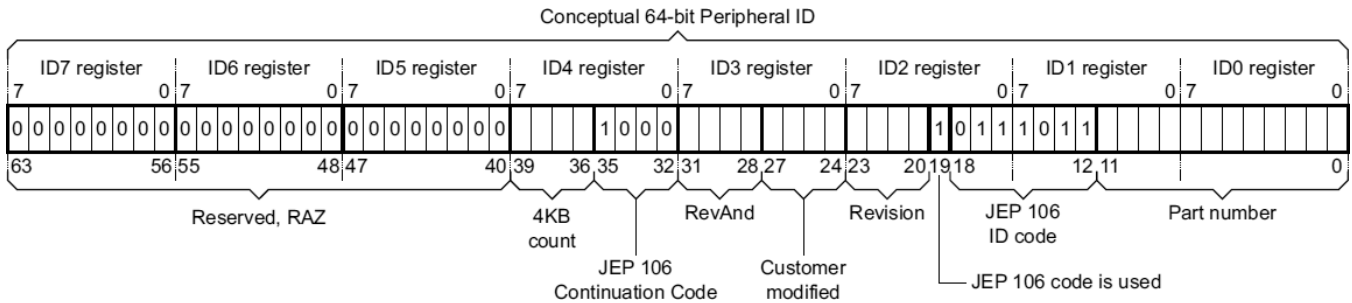 Conceptual 64-bit Peripheral ID
ID7 register ID6 register ID5 register ID4 register ID3 register ID2 register ID1 register ID0 register
7 0 7 0 7 0 7 0 7 0 7 0 7 0 7 0
0 0 0 0 0 0 0 0 0 0 0 0 0 0 0 0 0 0 0 0 0 0 0 0 1 0 0 0 1 0 1 1 1 0 1 1
63 56 55 48 47 40 39 36 35 32 31 28 27 24 23 20 19 18 12 11 0
Reserved, RAZ 4KB count RevAnd Revision JEP 106 ID code Part number
JEP 106 Continuation Code Customer modified JEP 106 code is used